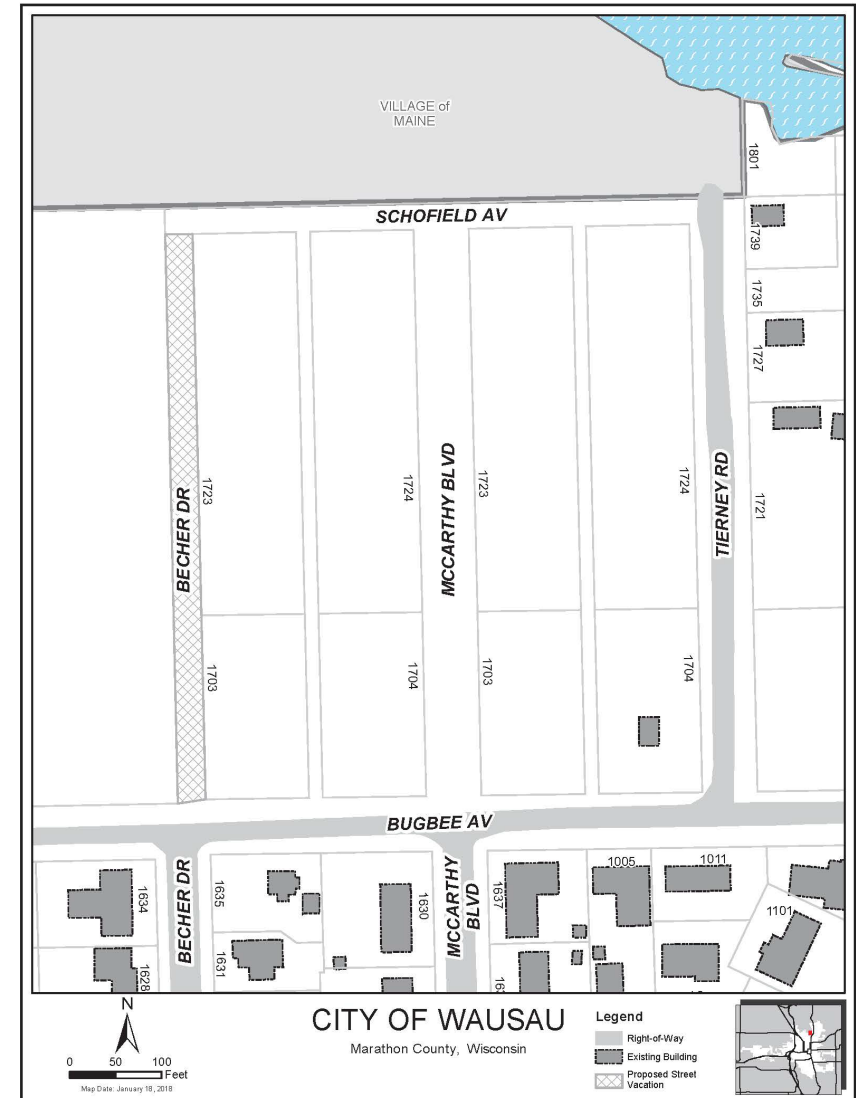 VILLAGE of
MAINE
1801
SCHOFIELD AV
1739
1735
1727
BECHER DR
1723
1724
MCCARTHY BLVD
1723
1724
TIERNEY RD
1721
1703
1704
1703
1704
BUGBEE AV
1634
BECHER DR
1635
1630
MCCARTHY
BLVD
1637
1005
1011
1101
1628
1631
N
0 50 100
Feet
Map Date: January 18, 2018
CITY OF WAUSAU
Marathon County, Wisconsin
Legend
Right-of-Way
Existing Building
Proposed Street
Vacation